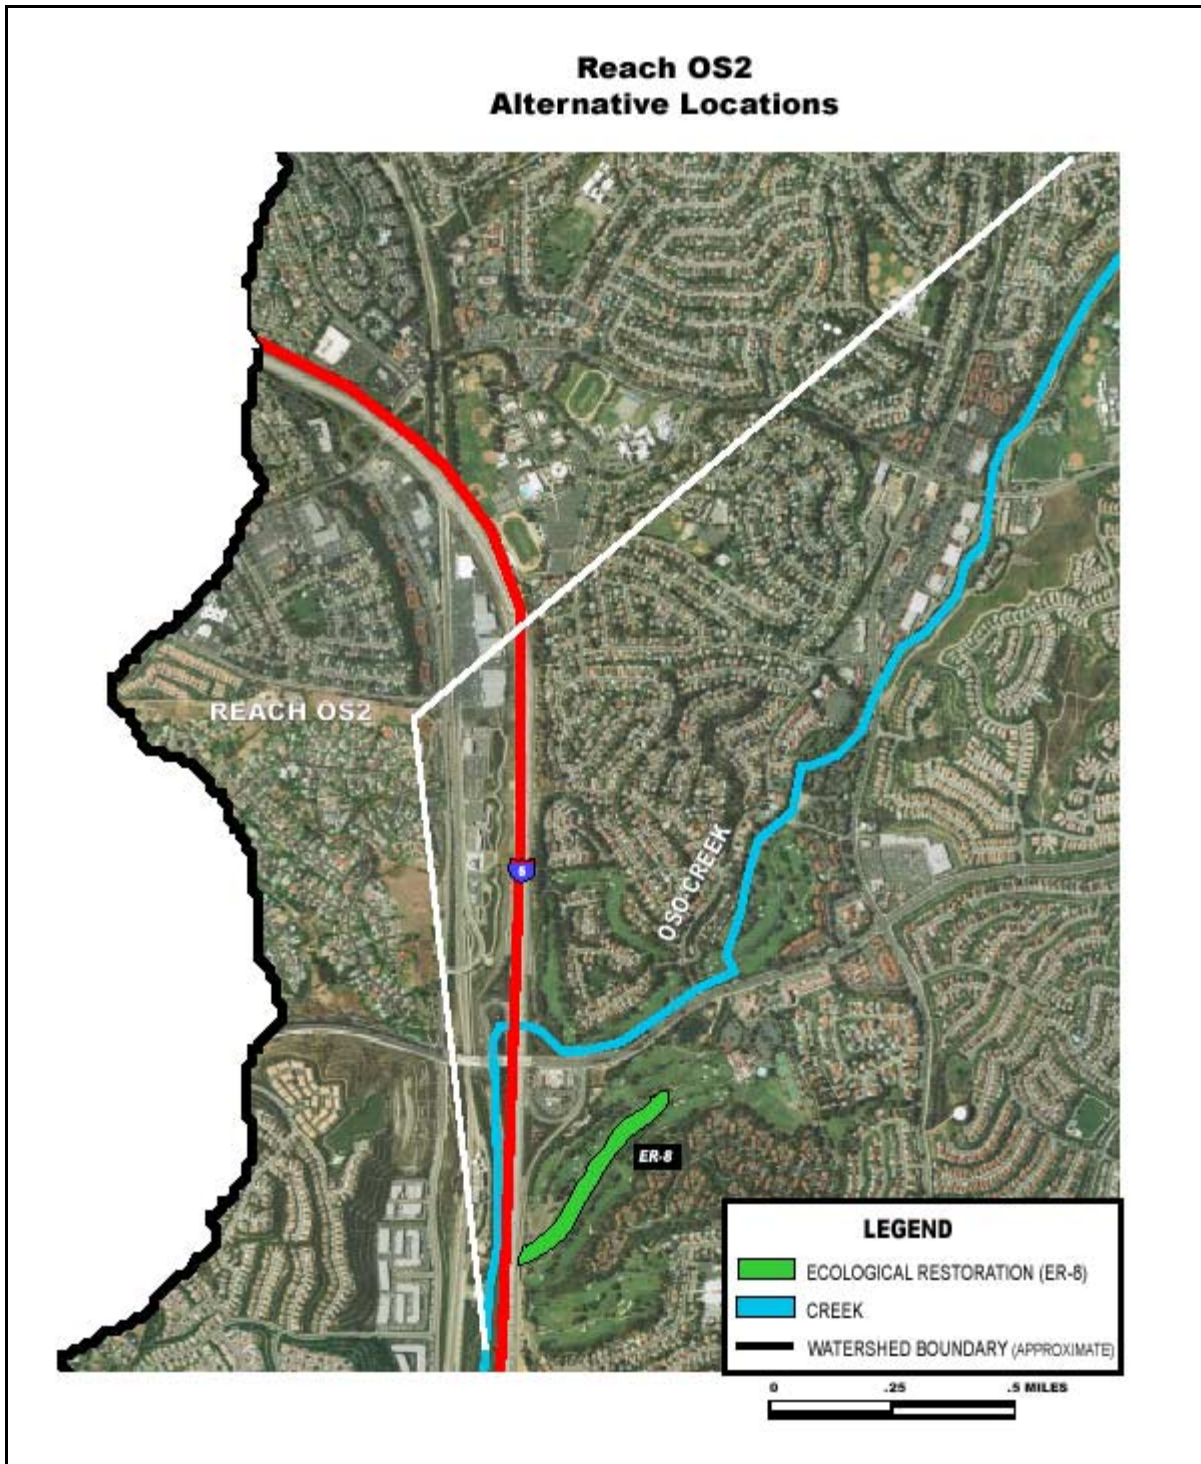 Reach OS2
Alternative Locations
REACH OS2
5
OSO CREEK
ER-8
LEGEND
ECOLOGICAL RESTORATION (ER-8)
CREEK
WATERSHED BOUNDARY (APPROXIMATE)
0 .25 .5 MILES